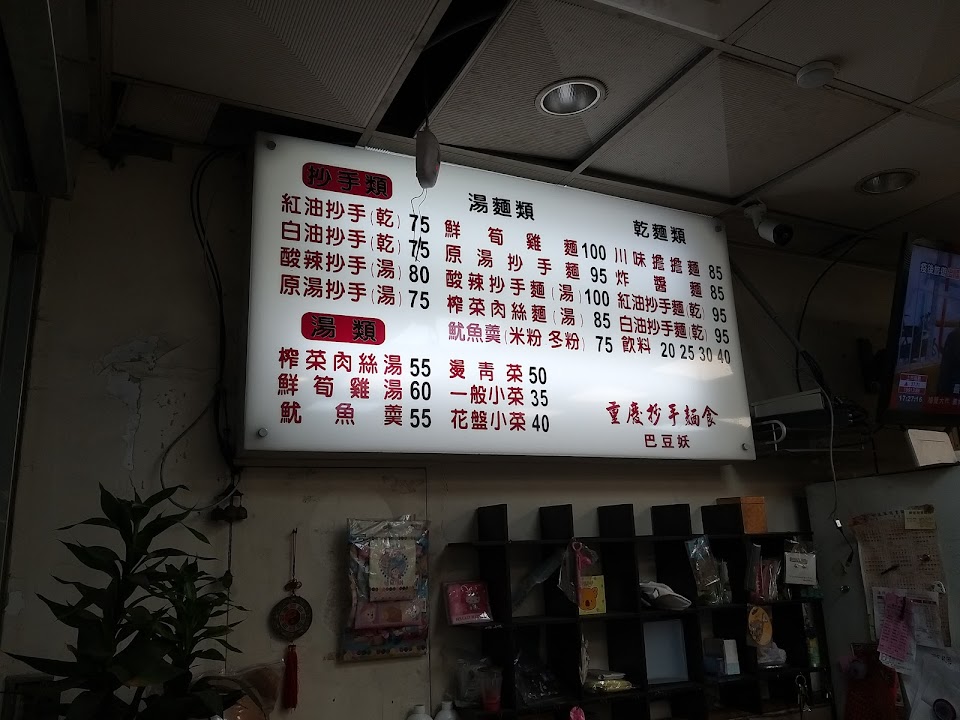 抄手類
紅油抄手(乾) 75
白油抄手(乾) 75
酸辣抄手(湯) 80
原湯抄手(湯) 75
湯類
榨菜肉絲湯 55
鮮筍雞湯 60
魷魚羹 55
湯麵類
鮮筍雞麵 100
原湯抄手麵 95
酸辣抄手麵(湯) 100
榨菜肉絲麵(湯) 85
魷魚羹(米粉 冬粉) 75
燙青菜 50
一般小菜 35
花盤小菜 40
乾麵類
川味擔擔麵 85
炸醬麵 85
紅油抄手麵(乾) 95
白油抄手麵(乾) 95
飲料 20 25 30 40
重慶抄手麵食
巴豆妖
17:27:16